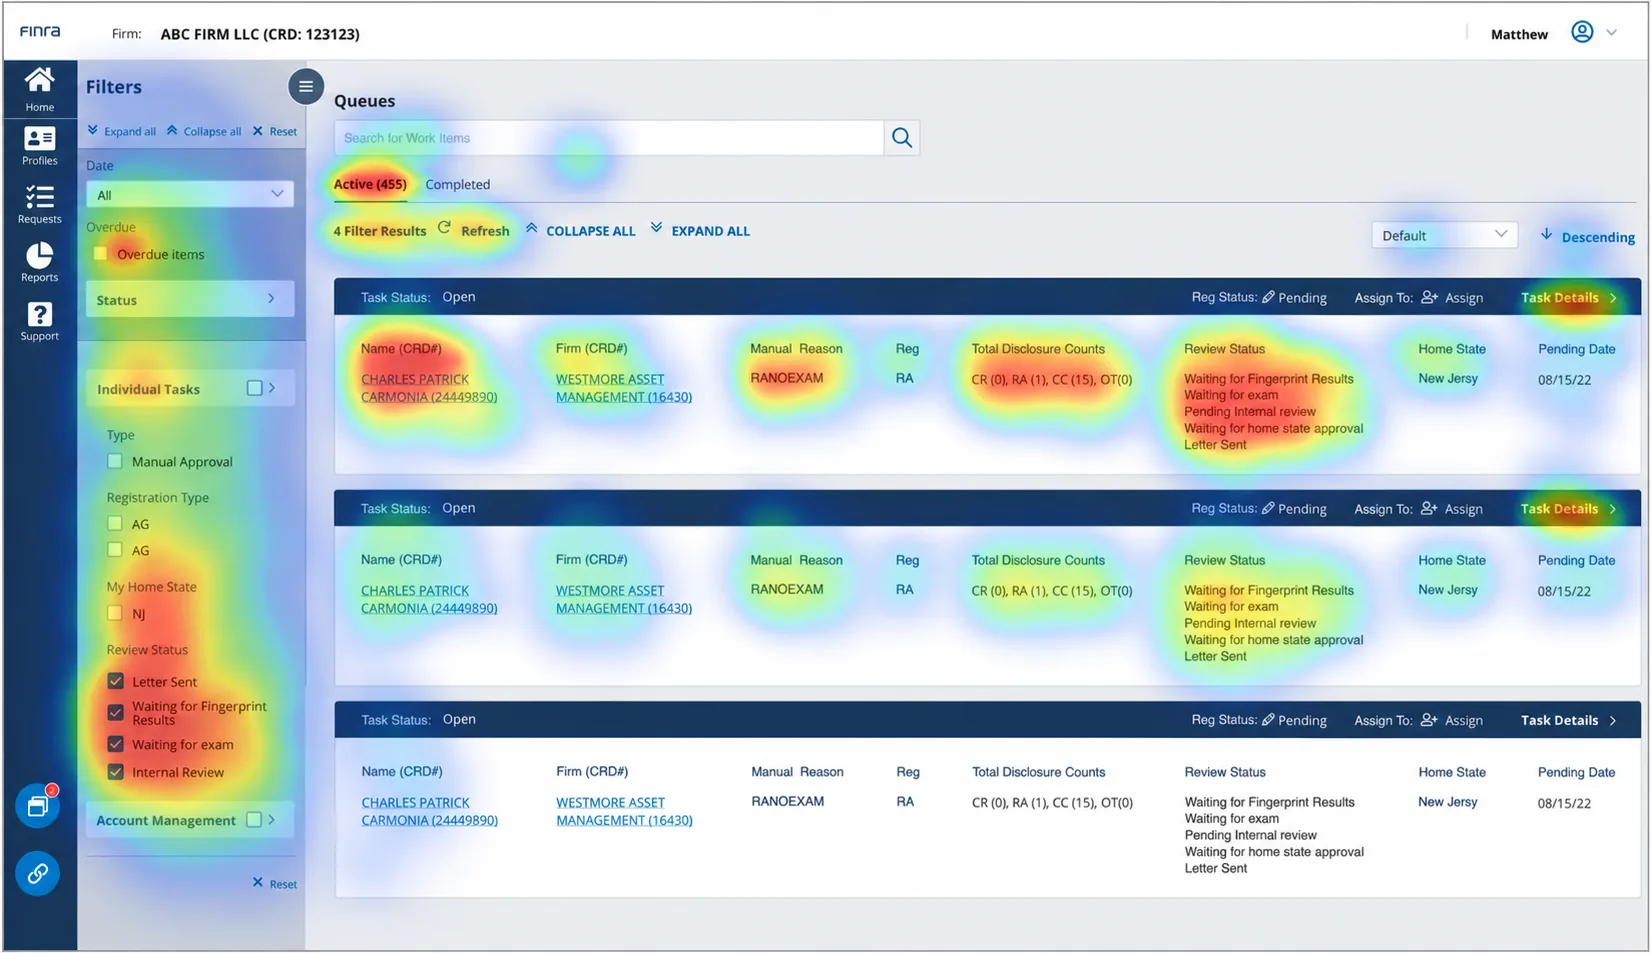 FINRA
Firm: ABC FIRM LLC (CRD: 123123)
Matthew
Home
Profiles
Requests
Reports
Support
2
Filters
Expand all Collapse all Reset
Date
All
Overdue
Overdue items
Status
Individual Tasks
Type
Manual Approval
Registration Type
AG
AG
My Home State
NJ
Review Status
Letter Sent
Waiting for Fingerprint
Results
Waiting for exam
Internal Review
Account Management
Reset
Queues
Search for Work Items
Active (455) Completed
4 Filter Results Refresh COLLAPSE ALL EXPAND ALL
Default Descending
Task Status: Open Reg Status: Pending Assign To: Assign Task Details
Name (CRD#) Firm (CRD#) Manual Reason Reg Total Disclosure Counts Review Status Home State Pending Date
CHARLES PATRICK
CARMONIA (24449890)
WESTMORE ASSET
MANAGEMENT (16430)
RANOEXAM
RA
CR (0), RA (1), CC (15), OT(0)
Waiting for Fingerprint Results
Waiting for exam
Pending Internal review
Waiting for home state approval
Letter Sent
New Jersy
08/15/22
Task Status: Open Reg Status: Pending Assign To: Assign Task Details
Name (CRD#) Firm (CRD#) Manual Reason Reg Total Disclosure Counts Review Status Home State Pending Date
CHARLES PATRICK
CARMONIA (24449890)
WESTMORE ASSET
MANAGEMENT (16430)
RANOEXAM
RA
CR (0), RA (1), CC (15), OT(0)
Waiting for Fingerprint Results
Waiting for exam
Pending Internal review
Waiting for home state approval
Letter Sent
New Jersy
08/15/22
Task Status: Open Reg Status: Pending Assign To: Assign Task Details
Name (CRD#) Firm (CRD#) Manual Reason Reg Total Disclosure Counts Review Status Home State Pending Date
CHARLES PATRICK
CARMONIA (24449890)
WESTMORE ASSET
MANAGEMENT (16430)
RANOEXAM
RA
CR (0), RA (1), CC (15), OT(0)
Waiting for Fingerprint Results
Waiting for exam
Pending Internal review
Waiting for home state approval
Letter Sent
New Jersy
08/15/22